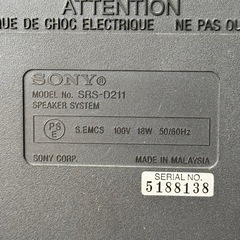 ATTENTION
QUE DE CHOC ELECTRIQUE
NE PAS OU
SONY®
MODEL No. SRS-D211
SPEAKER SYSTEM
PS
E
S.EMCS 100V 18W 50/60Hz
SONY CORP. MADE IN MALAYSIA
SERIAL NO.
5188138